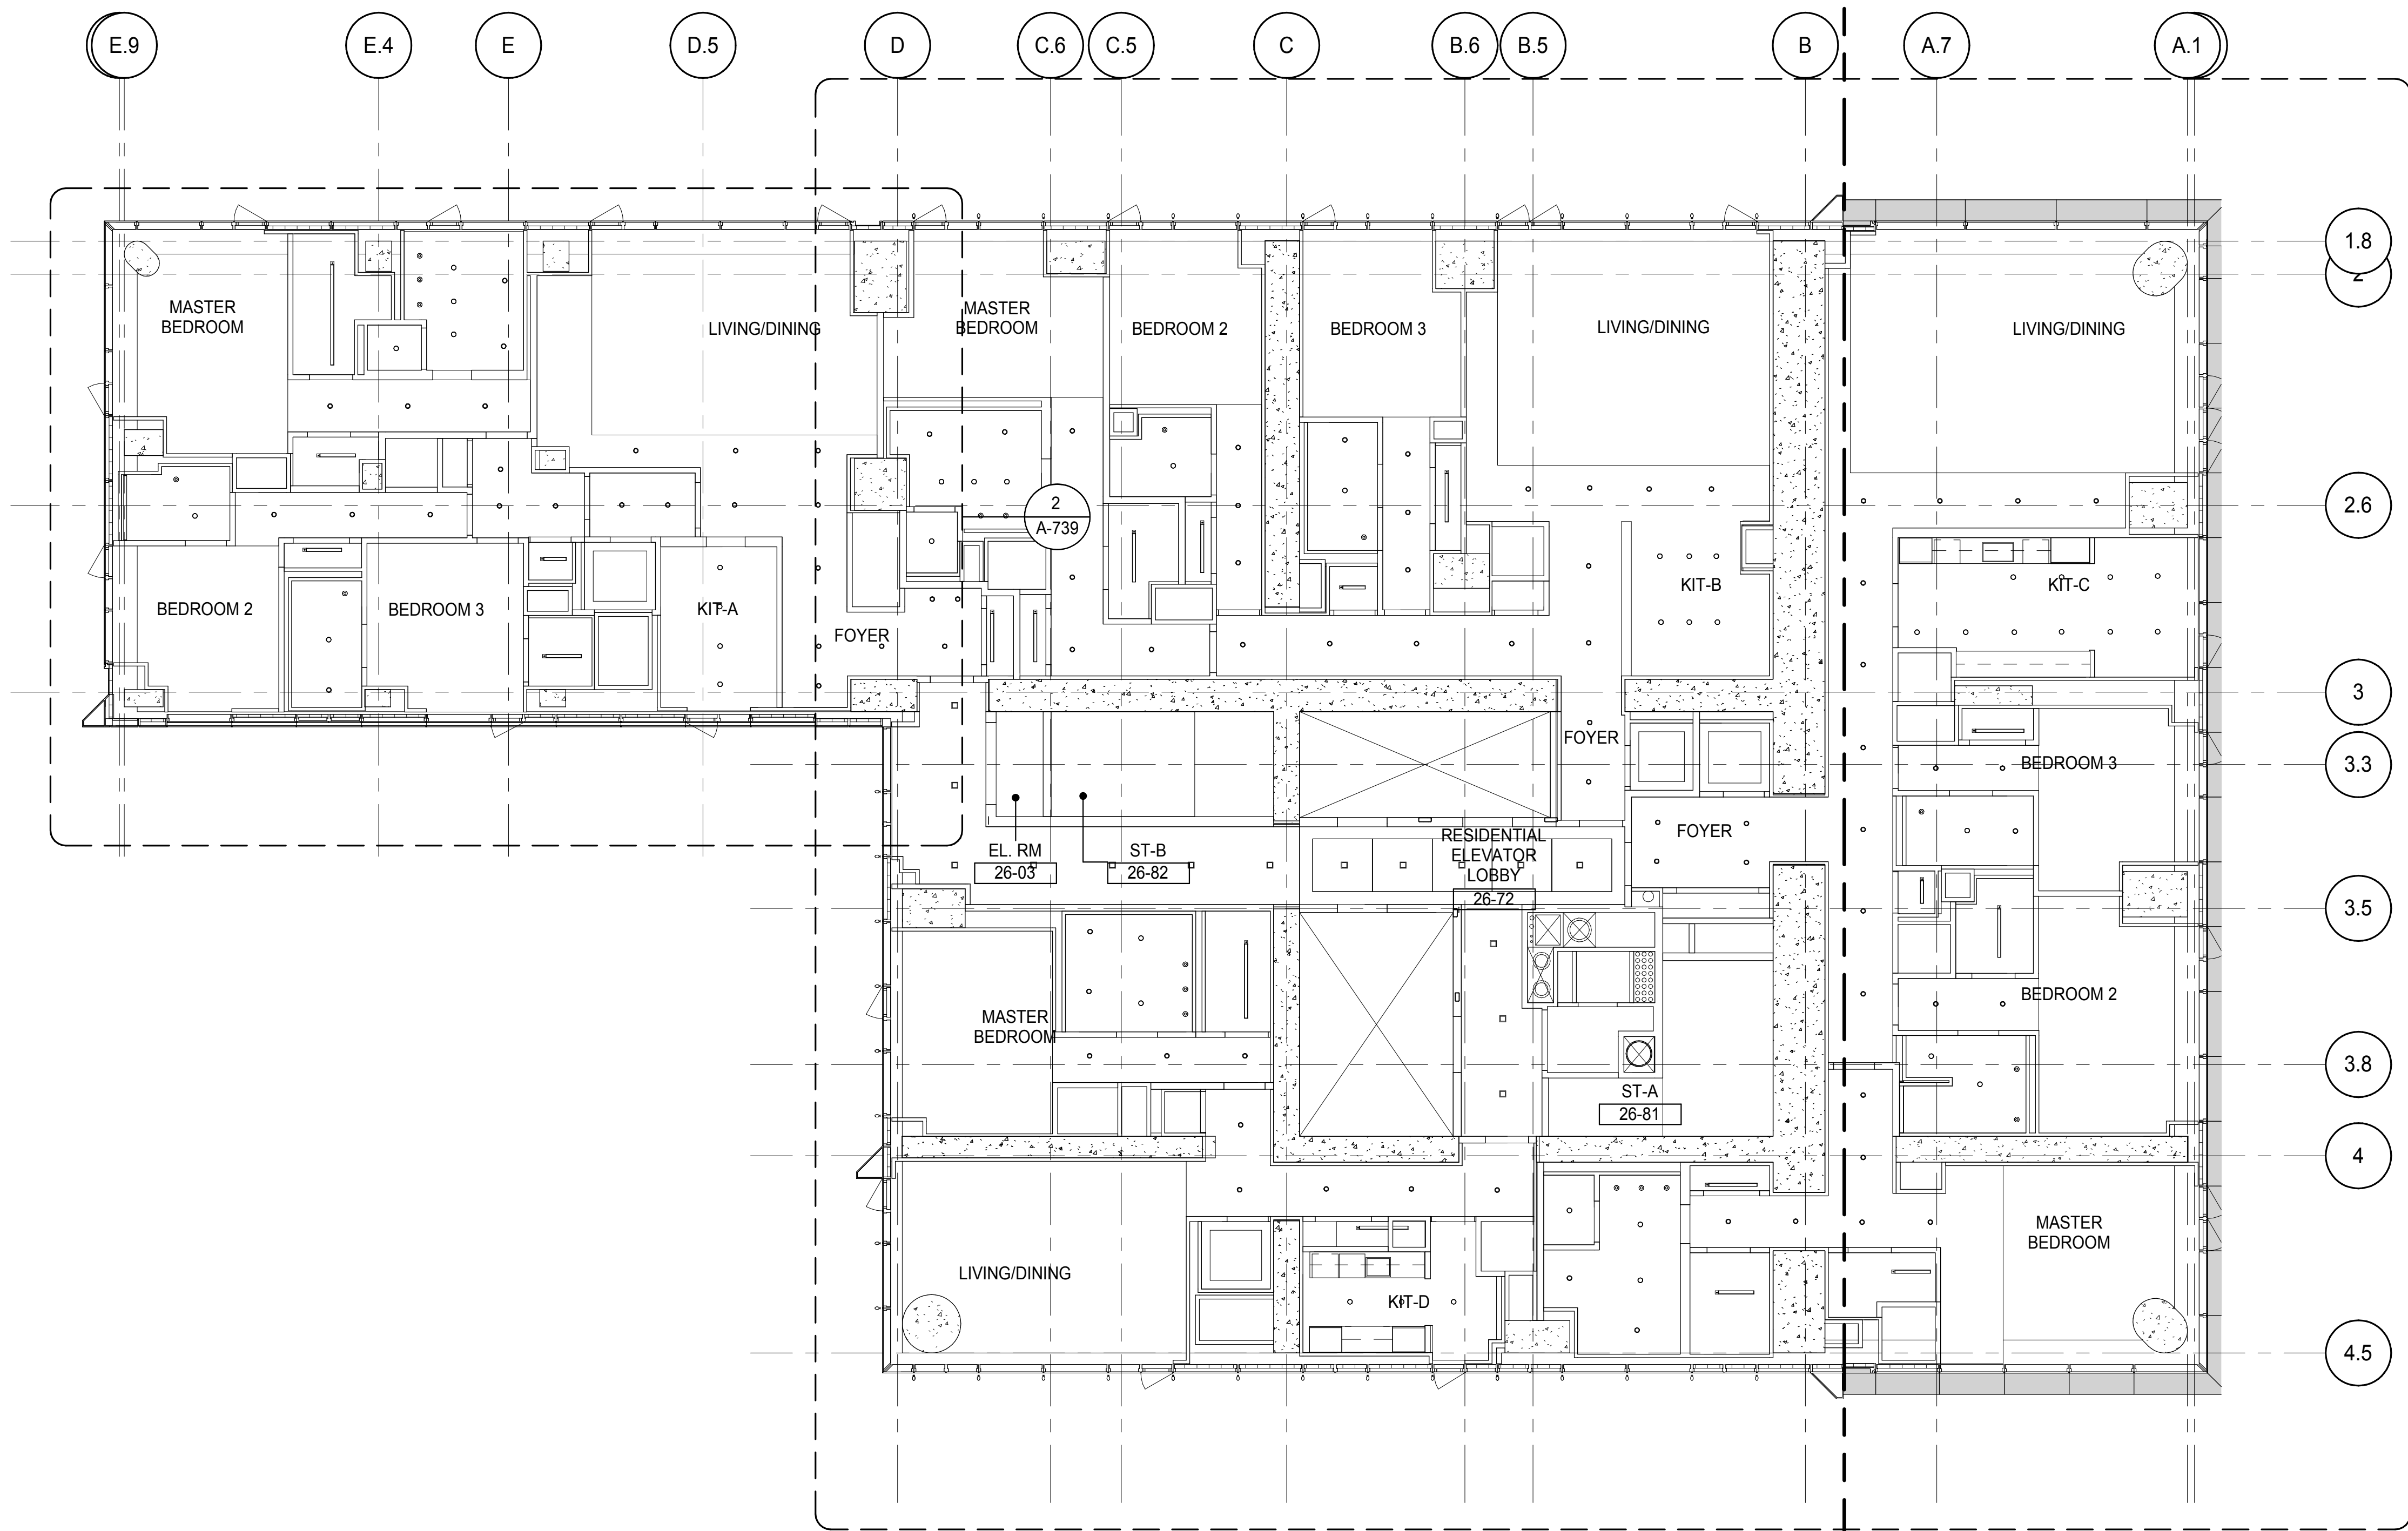 E.9
E.4
E
D.5
D
C.6
C.5
C
B.6
B.5
B
A.7
A.1
1.8
2
2.6
3
3.3
3.5
3.8
4
4.5
MASTER
BEDROOM
LIVING/DINING
MASTER
BEDROOM
BEDROOM 2
BEDROOM 3
LIVING/DINING
LIVING/DINING
2
A-739
BEDROOM 2
BEDROOM 3
KIT-A
FOYER
KIT-B
KIT-C
FOYER
BEDROOM 3
FOYER
EL. RM
26-03
ST-B
26-82
RESIDENTIAL
ELEVATOR
LOBBY
26-72
MASTER
BEDROOM
BEDROOM 2
ST-A
26-81
LIVING/DINING
KIT-D
MASTER
BEDROOM